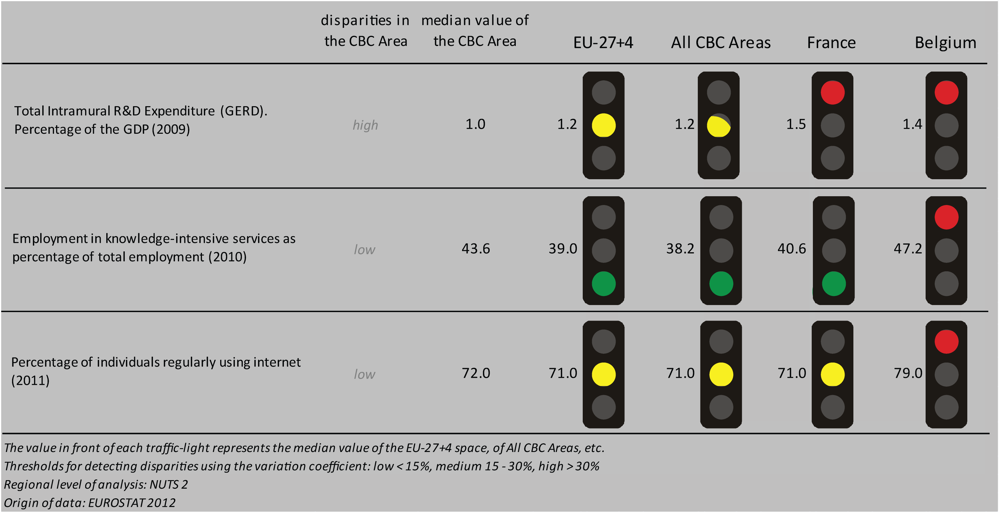 disparities in median value of
the CBC Area the CBC Area EU-27+4 All CBC Areas France Belgium
Total Intramural R&D Expenditure (GERD).
Percentage of the GDP (2009)
high 1.0 1.2 1.2 1.5 1.4
Employment in knowledge-intensive services as
percentage of total employment (2010)
low 43.6 39.0 38.2 40.6 47.2
Percentage of individuals regularly using internet
(2011)
low 72.0 71.0 71.0 71.0 79.0
The value in front of each traffic-light represents the median value of the EU-27+4 space, of All CBC Areas, etc.
Thresholds for detecting disparities using the variation coefficient: low < 15%, medium 15 - 30%, high > 30%
Regional level of analysis: NUTS 2
Origin of data: EUROSTAT 2012